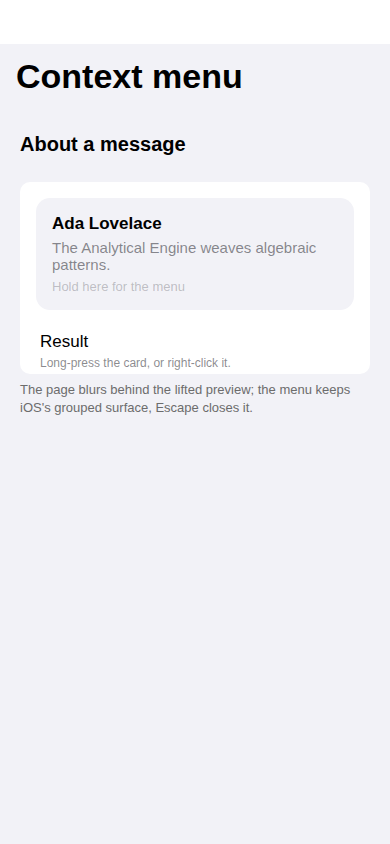 Context menu
About a message
Ada Lovelace
The Analytical Engine weaves algebraic
patterns.
Hold here for the menu
Result
Long-press the card, or right-click it.
The page blurs behind the lifted preview; the menu keeps
iOS's grouped surface, Escape closes it.